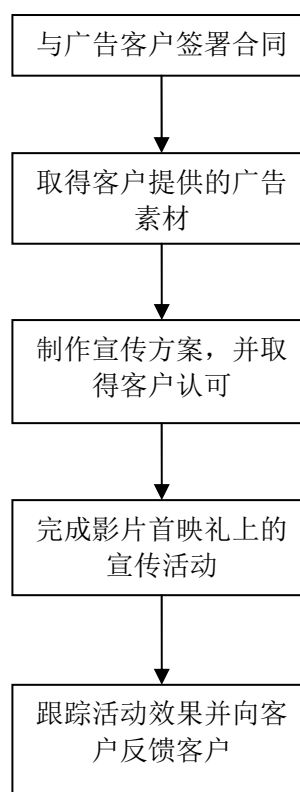 与广告客户签署合同
取得客户提供的广告
素材
制作宣传方案，并取
得客户认可
完成影片首映礼上的
宣传活动
跟踪活动效果并向客
户反馈客户